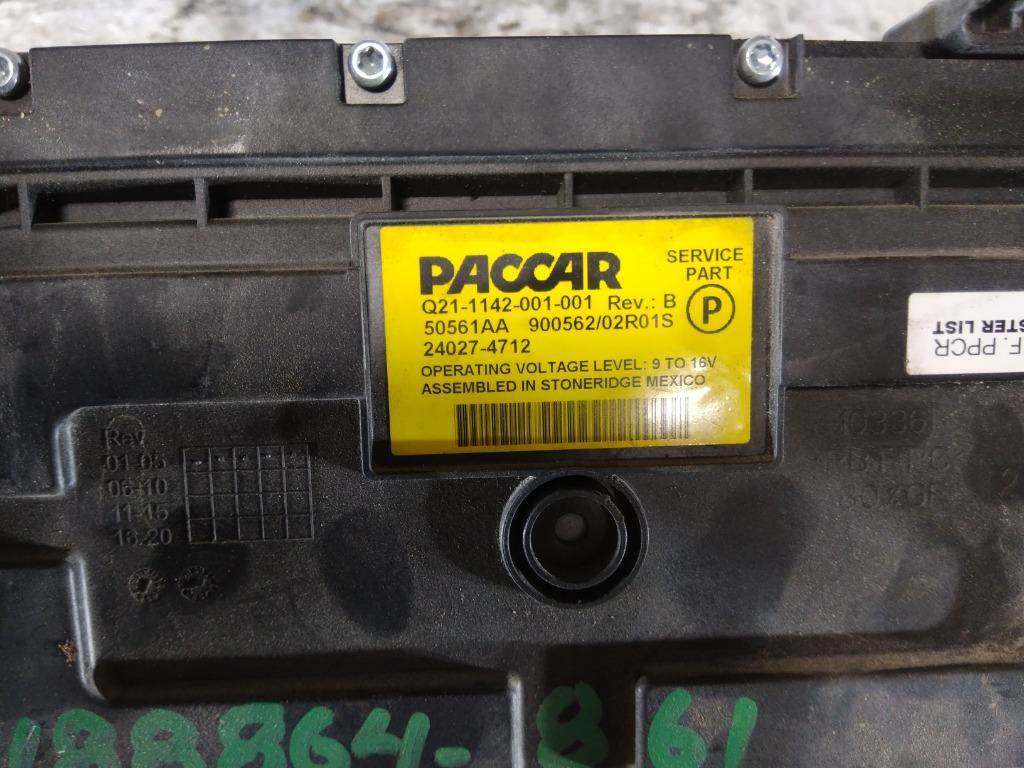 PACCAR
SERVICE
PART
P
Q21-1142-001-001 Rev.: B
50561AA 900562/02R01S
24027-4712
OPERATING VOLTAGE LEVEL: 9 TO 16V
ASSEMBLED IN STONERIDGE MEXICO
F. PPCR
STER LIST
Rev
01-05
06-10
11-15
16-20
188864-861